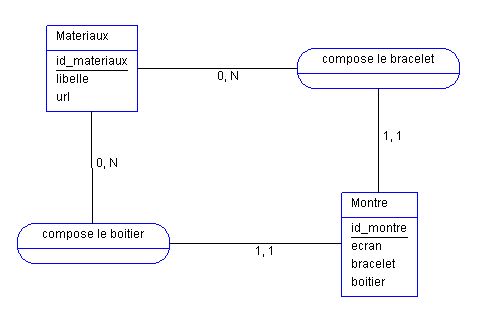 Materiaux
id_materiaux
libelle
url
0, N
compose le bracelet
1, 1
0, N
compose le boitier
1, 1
Montre
id_montre
ecran
bracelet
boitier